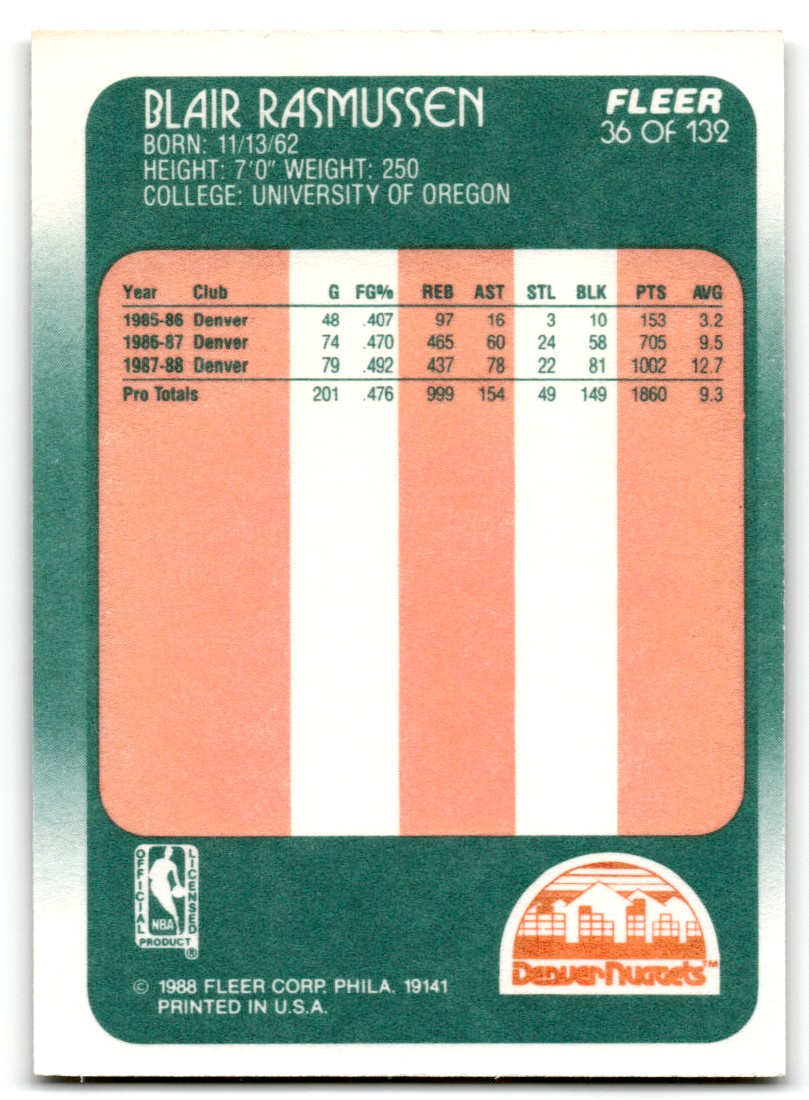 BLAIR RASMUSSEN
BORN: 11/13/62
HEIGHT: 7'0" WEIGHT: 250
COLLEGE: UNIVERSITY OF OREGON
FLEER
36 OF 132
Year Club G FG% REB AST STL BLK PTS AVG
1985-86 Denver 48 .407 97 16 3 10 153 3.2
1986-87 Denver 74 .470 465 60 24 58 705 9.5
1987-88 Denver 79 .492 437 78 22 81 1002 12.7
Pro Totals 201 .476 999 154 49 149 1860 9.3
OFFICIAL
LICENSED
NBA
PRODUCT
®
Denver Nuggets™
© 1988 FLEER CORP. PHILA. 19141
PRINTED IN U.S.A.